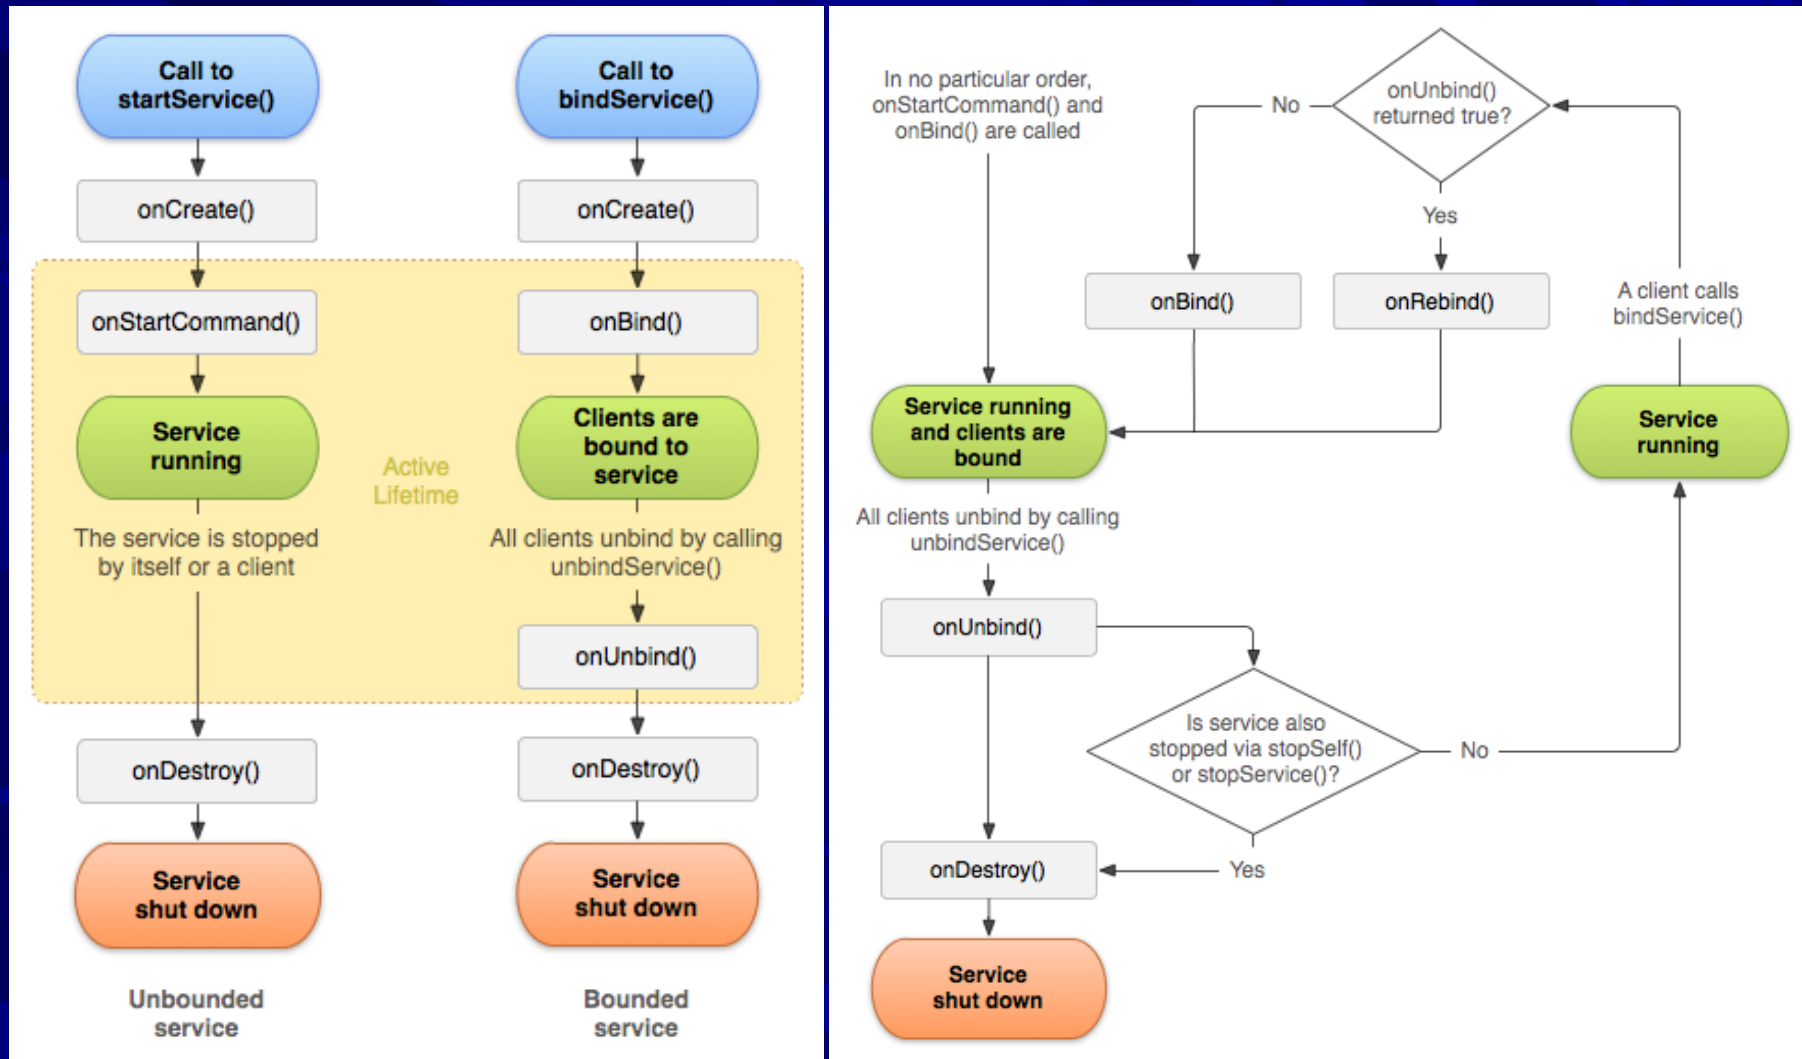 Call to
startService()
onCreate()
onStartCommand()
Service
running
The service is stopped
by itself or a client
onDestroy()
Service
shut down
Unbounded
service
Active
Lifetime
Call to
bindService()
onCreate()
onBind()
Clients are
bound to
service
All clients unbind by calling
unbindService()
onUnbind()
onDestroy()
Service
shut down
Bounded
service
In no particular order,
onStartCommand() and
onBind() are called
No
onUnbind()
returned true?
Yes
onBind()
onRebind()
A client calls
bindService()
Service running
and clients are
bound
Service
running
All clients unbind by calling
unbindService()
onUnbind()
Is service also
stopped via stopSelf()
or stopService()?
No
Yes
onDestroy()
Service
shut down